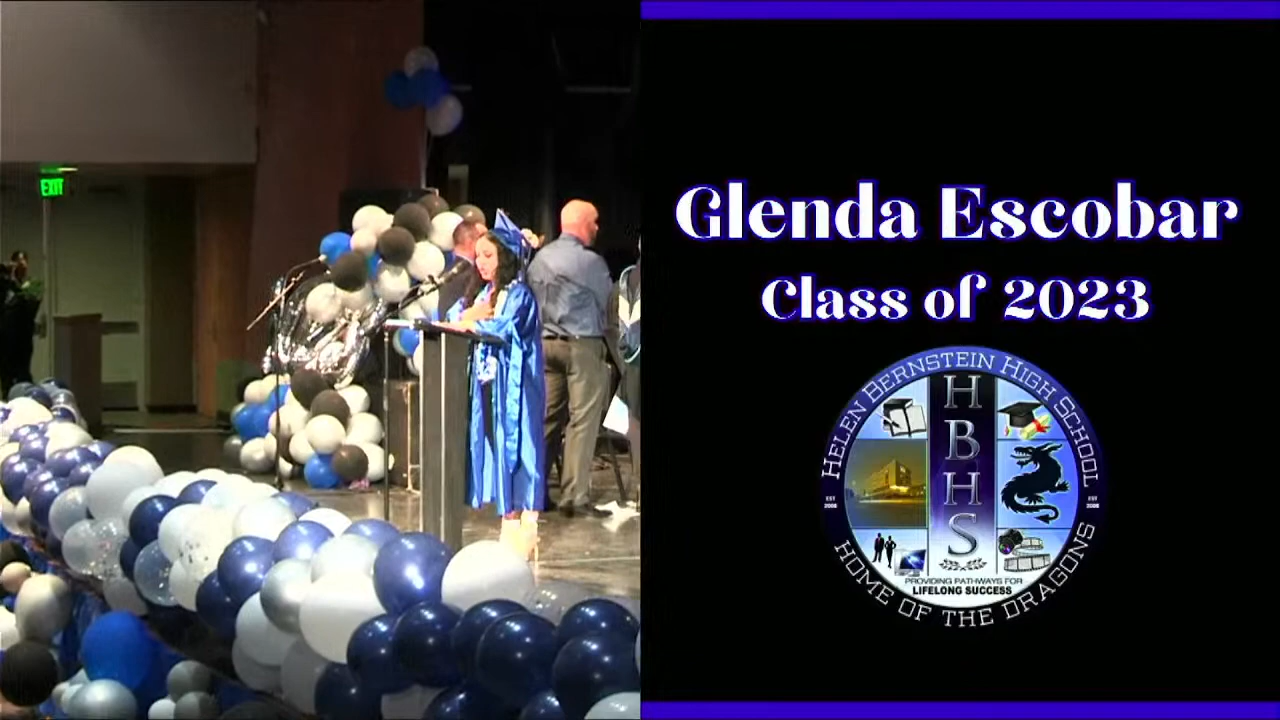 EXIT
Glenda Escobar
Class of 2023
HELEN BERNSTEIN HIGH SCHOOL
HBHS
EST 2008
EST 2008
PROVIDING PATHWAYS FOR
LIFELONG SUCCESS
HOME OF THE DRAGONS